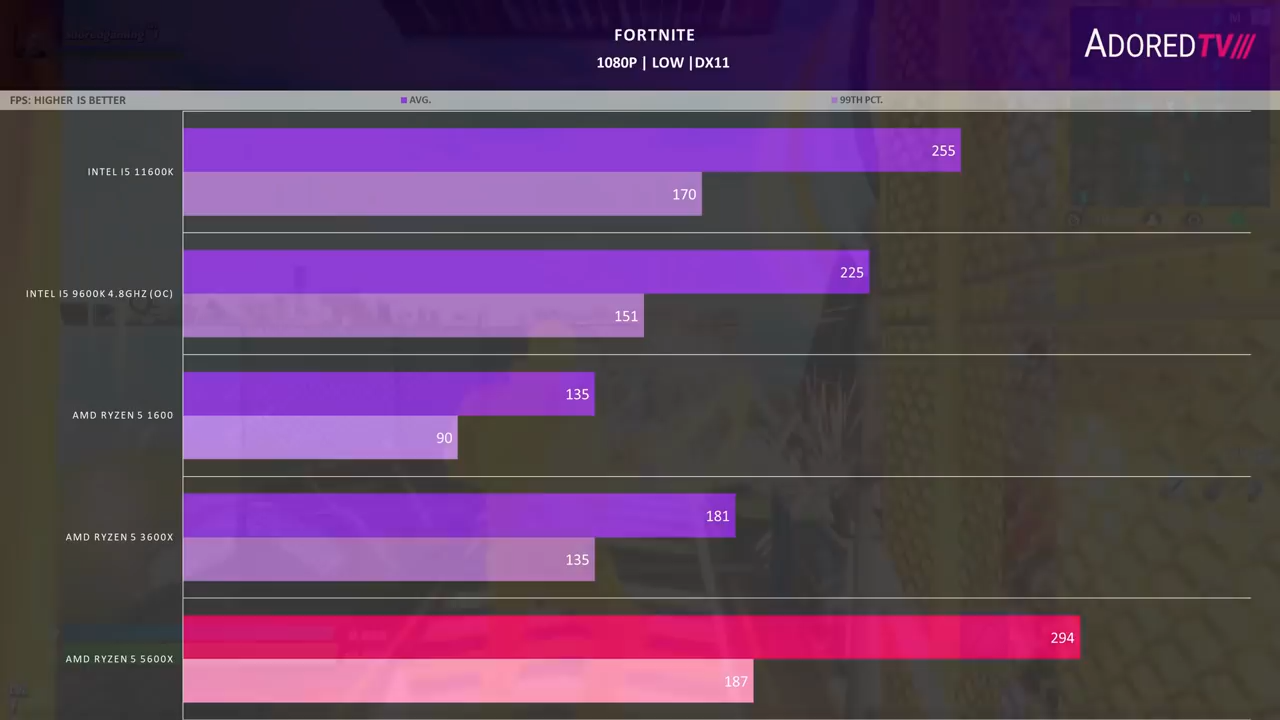 FORTNITE
1080P | LOW |DX11
ADOREDTV
FPS: HIGHER IS BETTER
AVG.
99TH PCT.
INTEL I5 11600K
255
170
INTEL I5 9600K 4.8GHZ (OC)
225
151
AMD RYZEN 5 1600
135
90
AMD RYZEN 5 3600X
181
135
AMD RYZEN 5 5600X
294
187